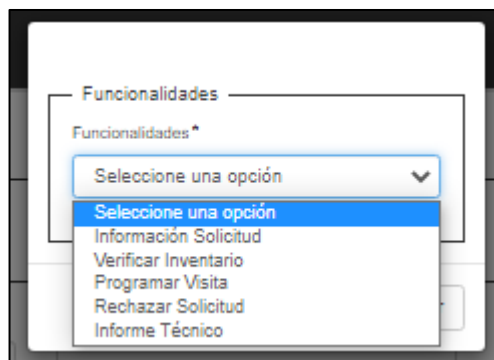 Funcionalidades
Funcionalidades*
Seleccione una opción
Seleccione una opción
Información Solicitud
Verificar Inventario
Programar Visita
Rechazar Solicitud
Informe Técnico